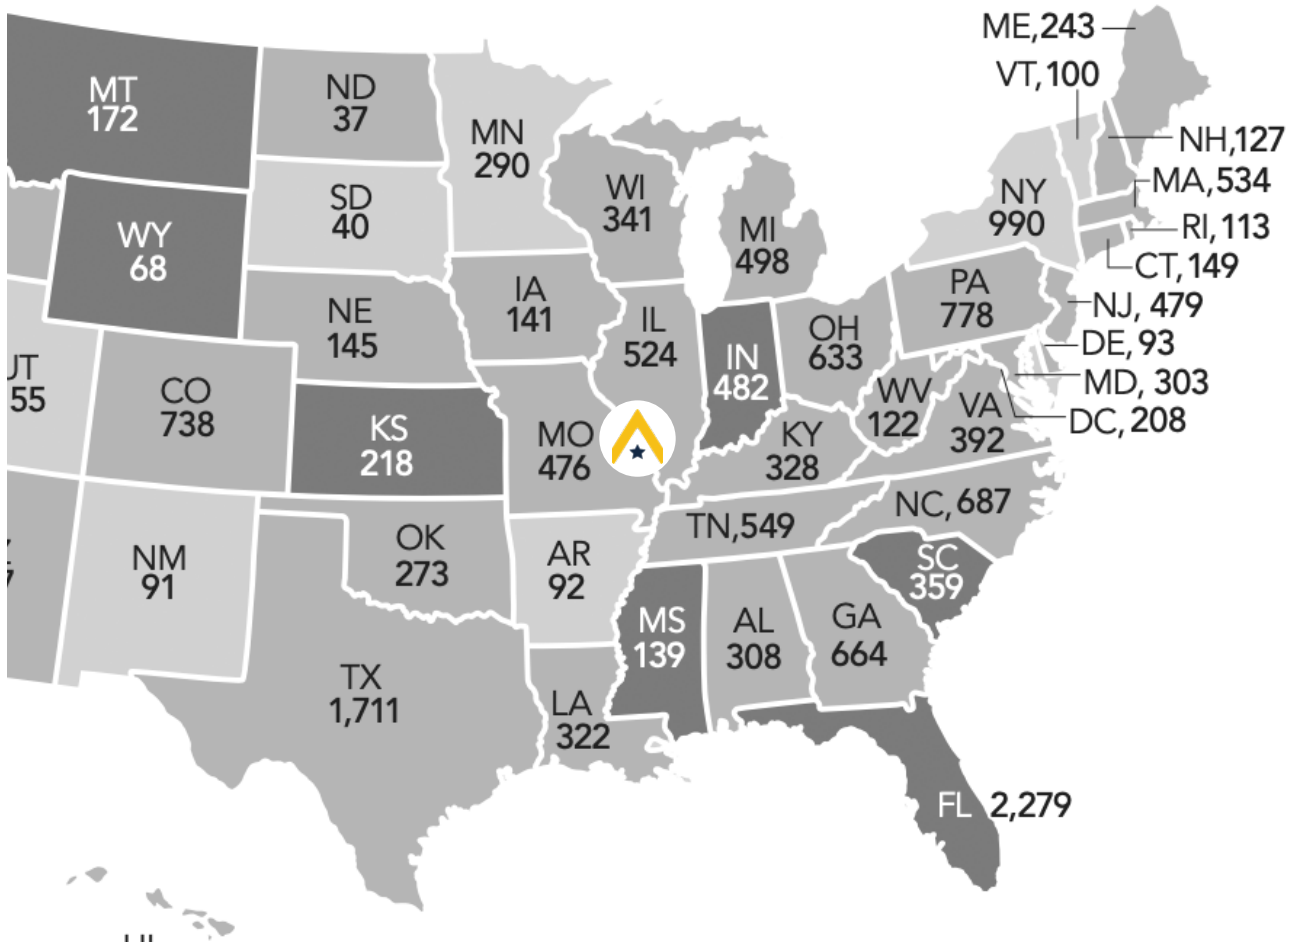 ME, 243
VT, 100
MT
172
ND
37
MN
290
NH, 127
WI
341
MA, 534
SD
40
NY
990
RI, 113
MI
498
WY
68
CT, 149
PA
778
IA
141
NJ, 479
NE
145
IL
524
OH
633
DE, 93
IN
482
MD, 303
UT
55
CO
738
WV
122
VA
392
DC, 208
KS
218
MO
476
KY
328
NC, 687
TN, 549
OK
273
AR
92
SC
359
NM
91
MS
139
AL
308
GA
664
TX
1,711
LA
322
FL 2,279